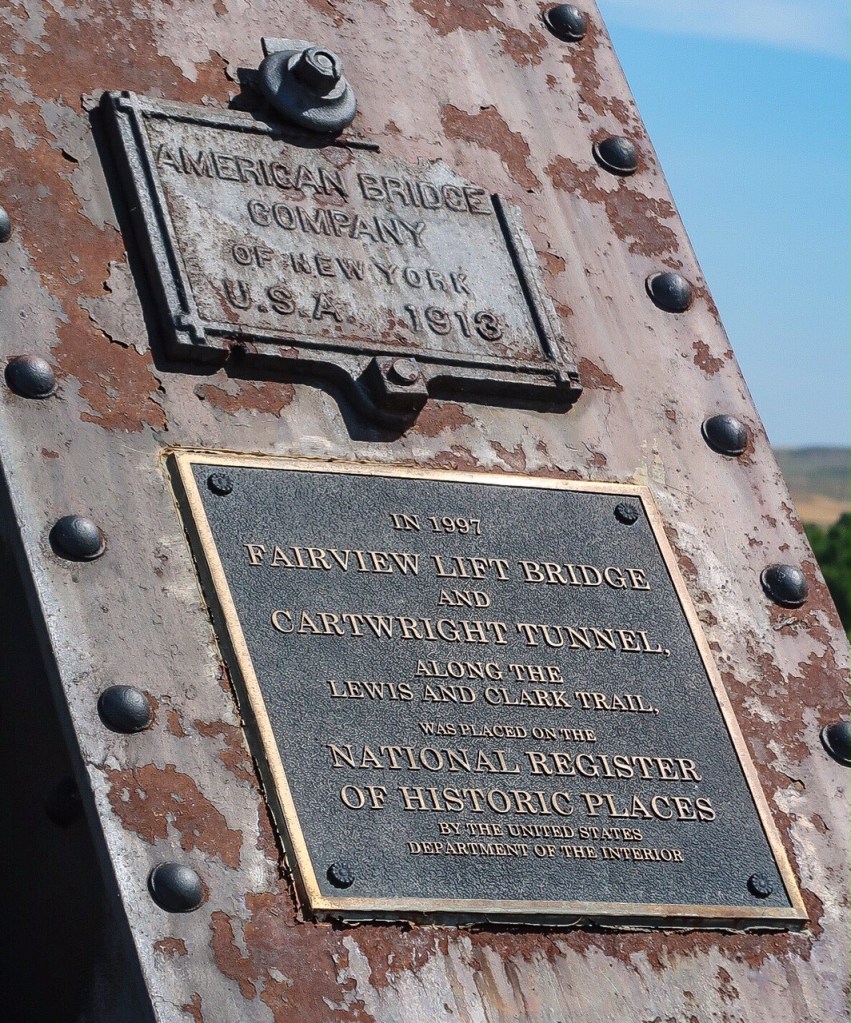 AMERICAN BRIDGE
COMPANY
OF NEW YORK
U.S.A. 1913
IN 1997
FAIRVIEW LIFT BRIDGE
AND
CARTWRIGHT TUNNEL,
ALONG THE
LEWIS AND CLARK TRAIL,
WAS PLACED ON THE
NATIONAL REGISTER
OF HISTORIC PLACES
BY THE UNITED STATES
DEPARTMENT OF THE INTERIOR